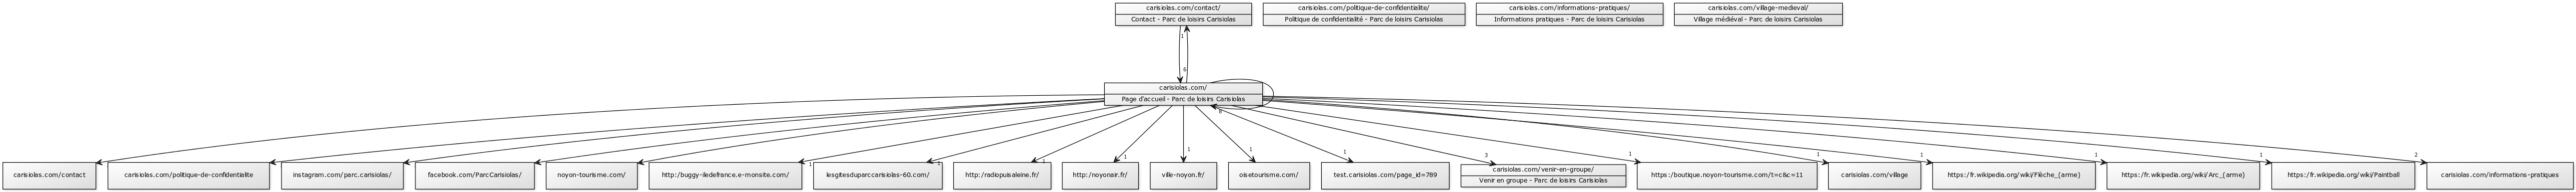 carisiolas.com/contact/
Contact - Parc de loisirs Carisiolas
carisiolas.com/politique-de-confidentialite/
Politique de confidentialité - Parc de loisirs Carisiolas
carisiolas.com/informations-pratiques/
Informations pratiques - Parc de loisirs Carisiolas
carisiolas.com/village-medieval/
Village médiéval - Parc de loisirs Carisiolas
1
6
carisiolas.com/
Page d'accueil - Parc de loisirs Carisiolas
1
1
1
1
1
1
1
3
1
1
1
1
1
2
carisiolas.com/contact
carisiolas.com/politique-de-confidentialite
instagram.com/parc.carisiolas/
facebook.com/ParcCarisiolas/
noyon-tourisme.com/
http://buggy-iledefrance.e-monsite.com/
lesgitesduparccarisiolas-60.com/
http://radiopuisaleine.fr/
http://noyonair.fr/
ville-noyon.fr/
oisetourisme.com/
test.carisiolas.com/page_id=789
carisiolas.com/venir-en-groupe/
Venir en groupe - Parc de loisirs Carisiolas
https://boutique.noyon-tourisme.com/t=c&c=11
carisiolas.com/village
https://fr.wikipedia.org/wiki/Flèche_(arme)
https://fr.wikipedia.org/wiki/Arc_(arme)
https://fr.wikipedia.org/wiki/Paintball
carisiolas.com/informations-pratiques